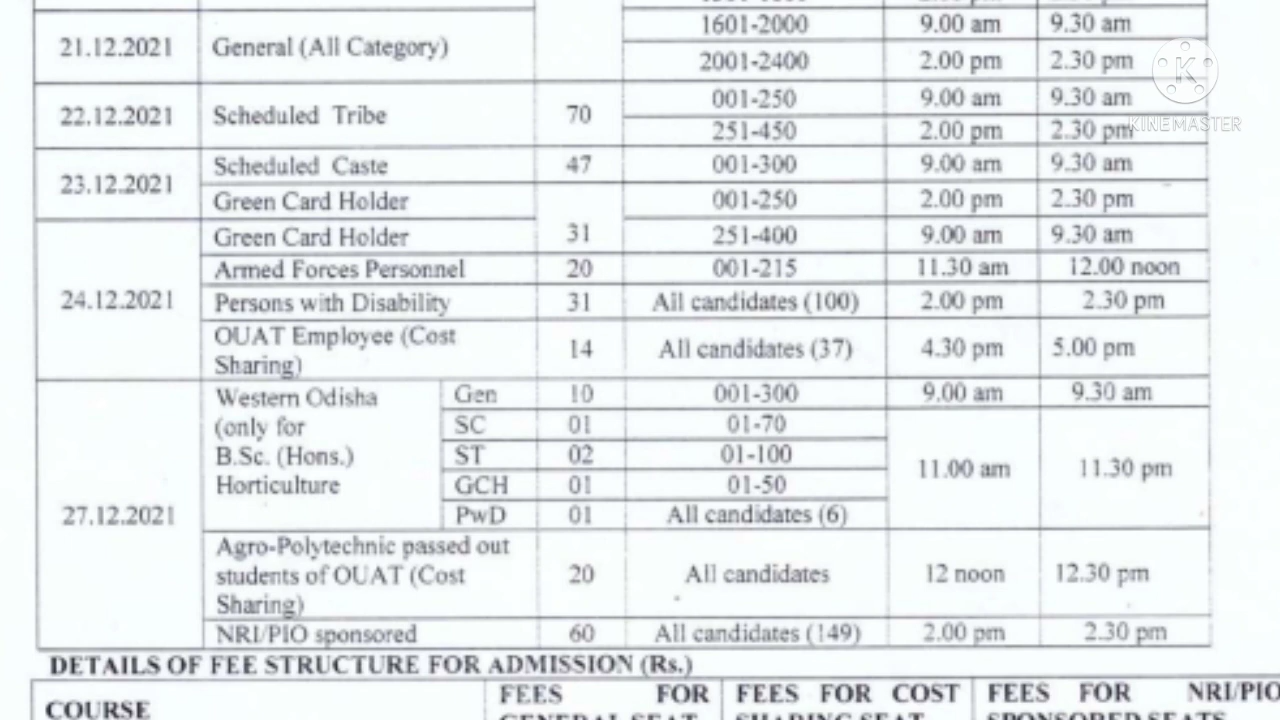 1601-2000 9.00 am 9.30 am
21.12.2021 General (All Category)
2001-2400 2.00 pm 2.30 pm
K
KINEMASTER
001-250 9.00 am 9.30 am
22.12.2021 Scheduled Tribe 70
251-450 2.00 pm 2.30 pm
23.12.2021 Scheduled Caste 47 001-300 9.00 am 9.30 am
Green Card Holder 001-250 2.00 pm 2.30 pm
24.12.2021 Green Card Holder 31 251-400 9.00 am 9.30 am
Armed Forces Personnel 20 001-215 11.30 am 12.00 noon
Persons with Disability 31 All candidates (100) 2.00 pm 2.30 pm
OUAT Employee (Cost
Sharing) 14 All candidates (37) 4.30 pm 5.00 pm
27.12.2021 Western Odisha Gen 10 001-300 9.00 am 9.30 am
(only for SC 01 01-70
B.Sc. (Hons.) ST 02 01-100 11.00 am 11.30 pm
Horticulture GCH 01 01-50
PwD 01 All candidates (6)
Agro-Polytechnic passed out
students of OUAT (Cost 20 All candidates 12 noon 12.30 pm
Sharing)
NRI/PIO sponsored 60 All candidates (149) 2.00 pm 2.30 pm
DETAILS OF FEE STRUCTURE FOR ADMISSION (Rs.)
COURSE FEES FOR FEES FOR COST FEES FOR NRI/PIO
GENERAL SEAT SHARING SEAT SPONSORED SEATS